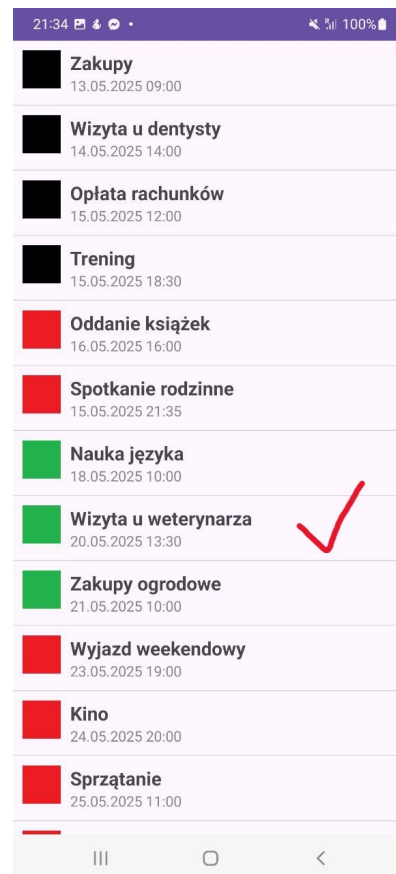 21:34 100%
Zakupy
13.05.2025 09:00
Wizyta u dentysty
14.05.2025 14:00
Opłata rachunków
15.05.2025 12:00
Trening
15.05.2025 18:30
Oddanie książek
16.05.2025 16:00
Spotkanie rodzinne
15.05.2025 21:35
Nauka języka
18.05.2025 10:00
Wizyta u weterynarza
20.05.2025 13:30
Zakupy ogrodowe
21.05.2025 10:00
Wyjazd weekendowy
23.05.2025 19:00
Kino
24.05.2025 20:00
Sprzątanie
25.05.2025 11:00